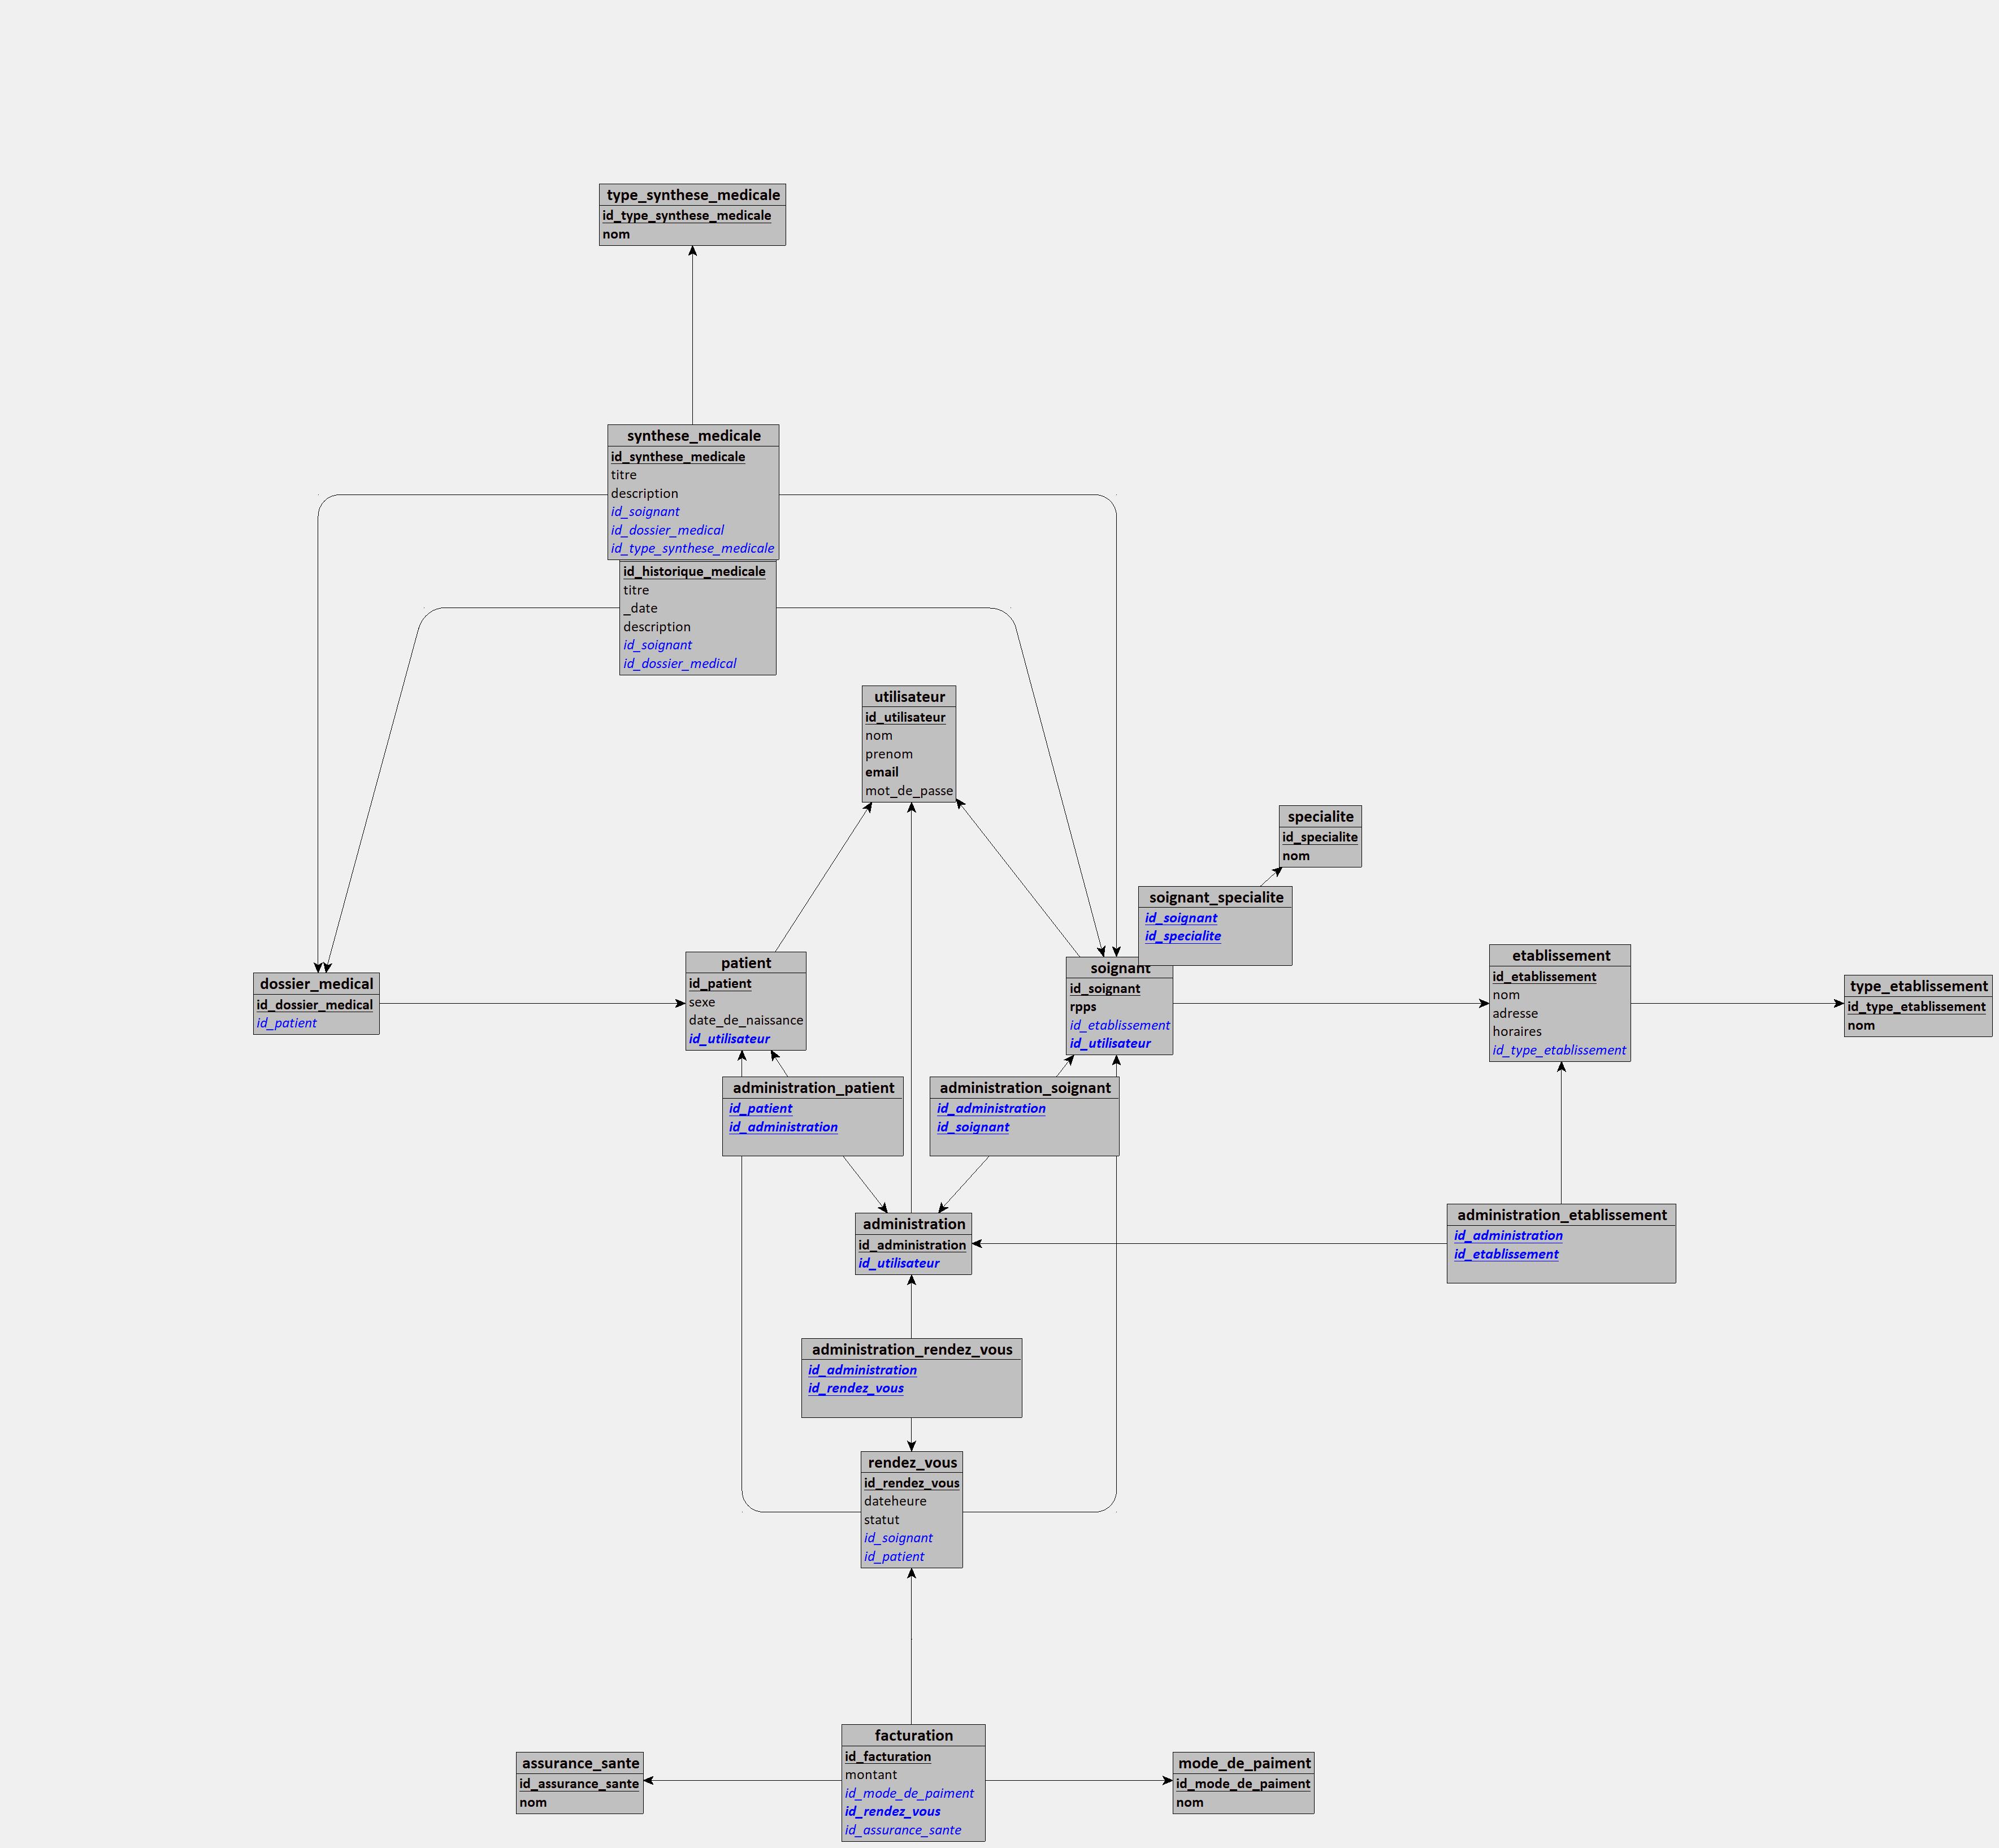 type_synthese_medicale
id_type_synthese_medicale
nom
synthese_medicale
id_synthese_medicale
titre
description
id_soignant
id_dossier_medical
id_type_synthese_medicale
id_historique_medicale
titre
_date
description
id_soignant
id_dossier_medical
utilisateur
id_utilisateur
nom
prenom
email
mot_de_passe
specialite
id_specialite
nom
soignant_specialite
id_soignant
id_specialite
dossier_medical
id_dossier_medical
id_patient
patient
id_patient
sexe
date_de_naissance
id_utilisateur
soignant
id_soignant
rpps
id_etablissement
id_utilisateur
etablissement
id_etablissement
nom
adresse
horaires
id_type_etablissement
type_etablissement
id_type_etablissement
nom
administration_patient
id_patient
id_administration
administration_soignant
id_administration
id_soignant
administration
id_administration
id_utilisateur
administration_etablissement
id_administration
id_etablissement
administration_rendez_vous
id_administration
id_rendez_vous
rendez_vous
id_rendez_vous
dateheure
statut
id_soignant
id_patient
facturation
id_facturation
montant
id_mode_de_paiment
id_rendez_vous
id_assurance_sante
assurance_sante
id_assurance_sante
nom
mode_de_paiment
id_mode_de_paiment
nom